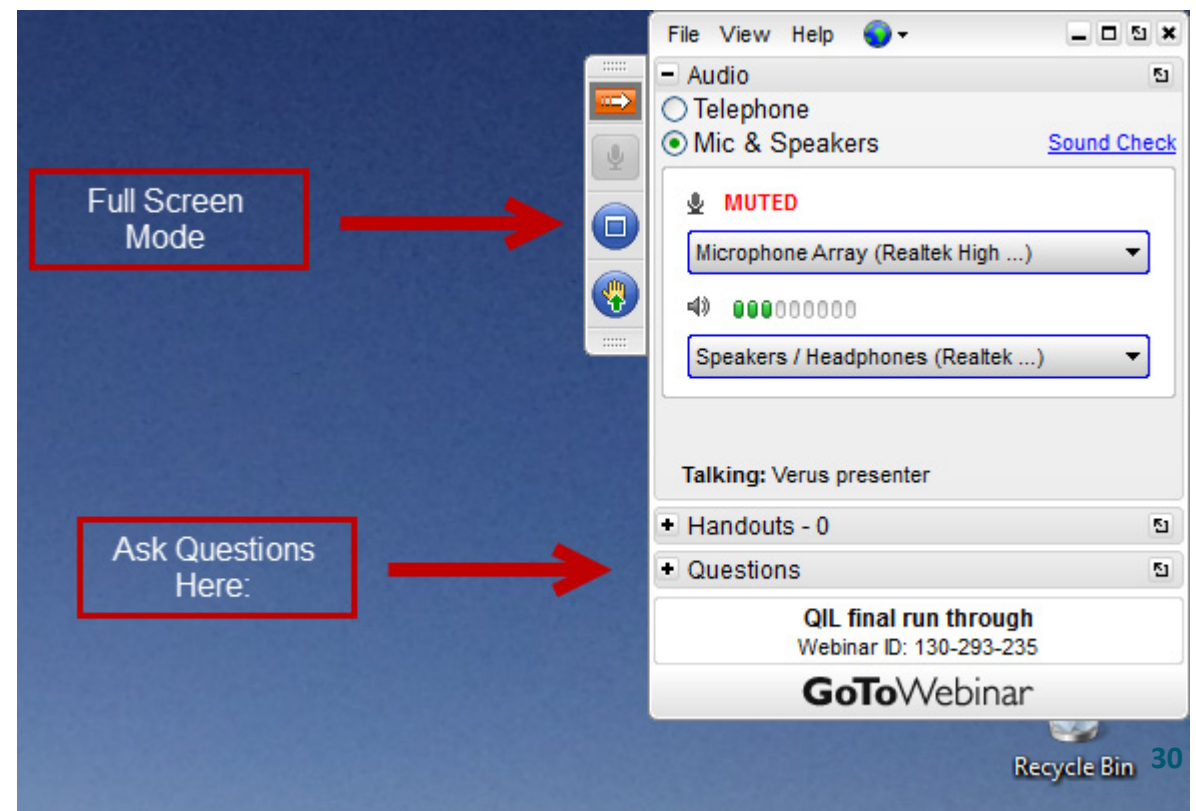 File View Help
Audio
Telephone
Mic & Speakers Sound Check
Full Screen
Mode
MUTED
Microphone Array (Realtek High ...)
Speakers / Headphones (Realtek ...)
Talking: Verus presenter
Handouts - 0
Ask Questions
Here:
Questions
QIL final run through
Webinar ID: 130-293-235
GoToWebinar
Recycle Bin 30